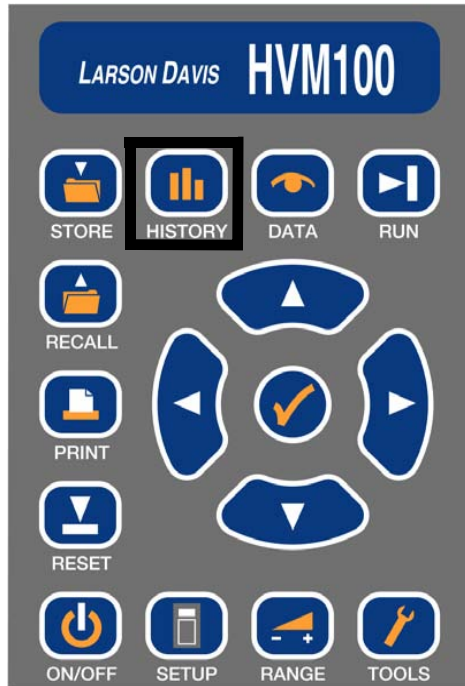 LARSON DAVIS HVM100
STORE HISTORY DATA RUN
RECALL
PRINT
RESET
ON/OFF SETUP RANGE TOOLS